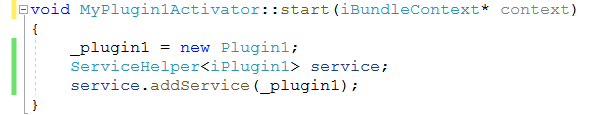 void MyPlugin1Activator::start(iBundleContext* context)
{
_plugin1 = new Plugin1;
ServiceHelper<iPlugin1> service;
service.addService(_plugin1);
}